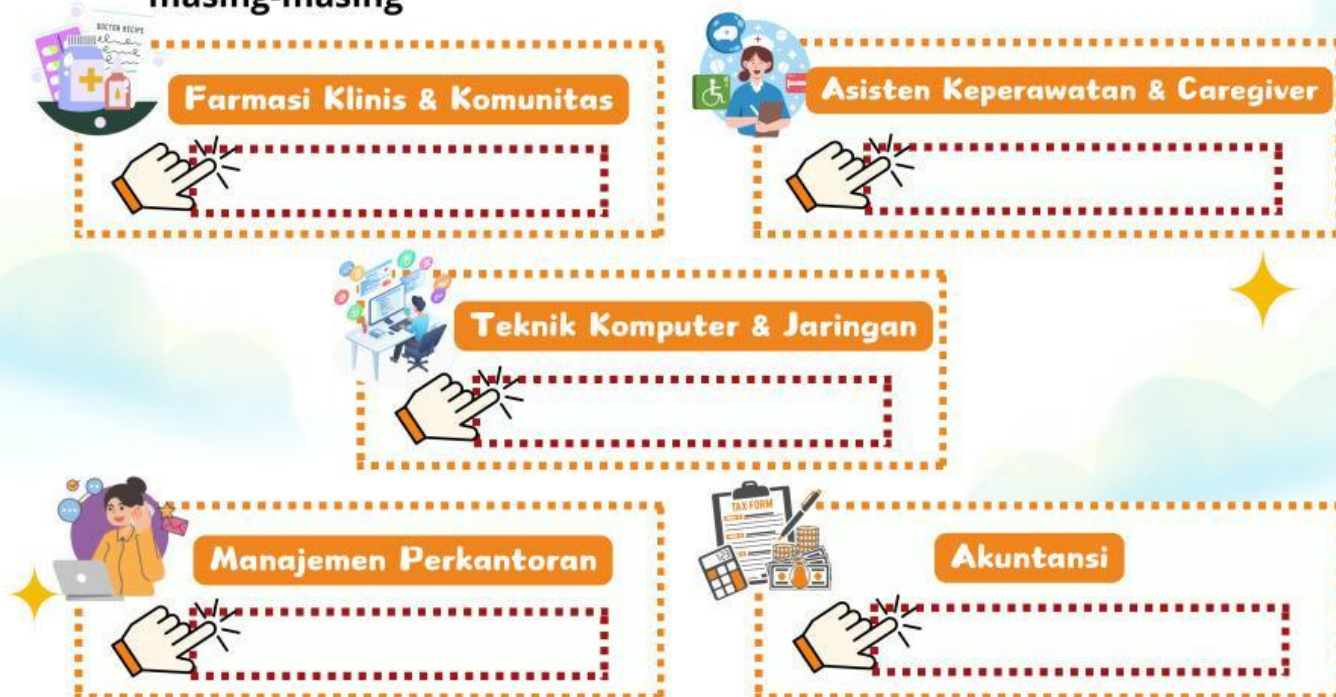 masing-masing
DOCTOR RECIPE
Farmasi Klinis & Komunitas
Asisten Keperawatan & Caregiver
Teknik Komputer & Jaringan
TAX FORM
Manajemen Perkantoran
Akuntansi